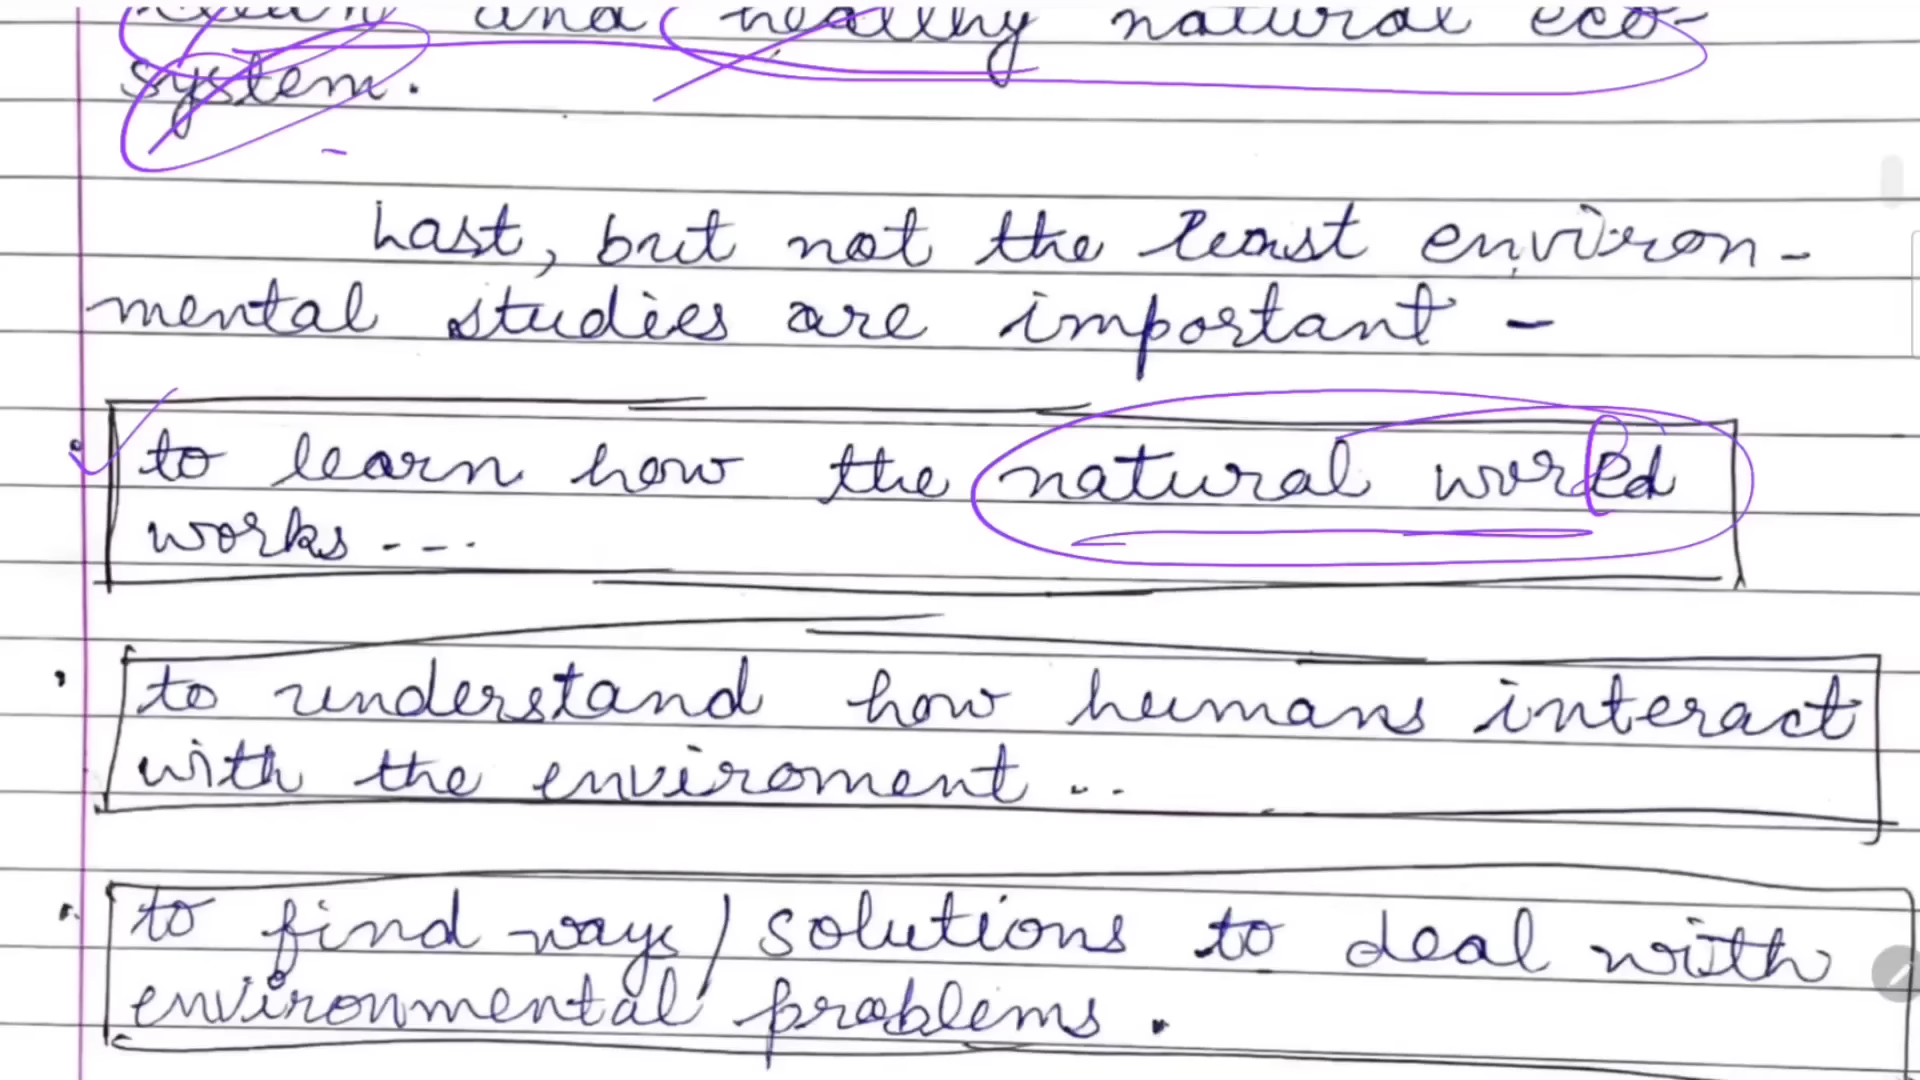 and healthy natural eco-
system.
Last, but not the least environ-
mental studies are important -
to learn how the natural world
works ----
to understand how humans interact
with the enviroment ...
to find ways/solutions to deal with
environmental problems.